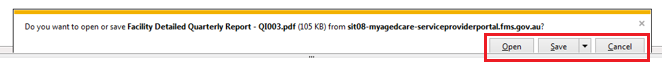 Do you want to open or save Facility Detailed Quarterly Report - QI003.pdf (105 KB) from sit08-myagedcare-serviceproviderportal.fms.gov.au?
Open Save Cancel